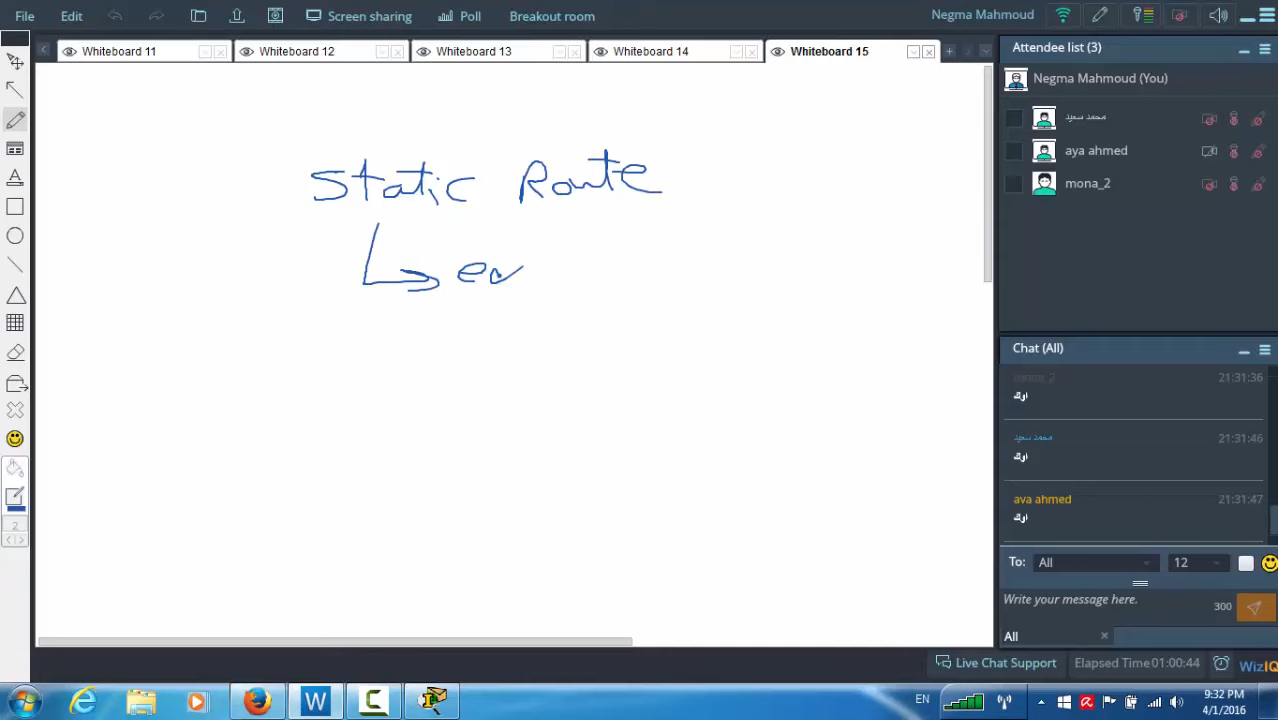 File Edit Screen sharing Poll Breakout room Negma Mahmoud
Whiteboard 11 Whiteboard 12 Whiteboard 13 Whiteboard 14 Whiteboard 15
Attendee list (3)
Negma Mahmoud (You)
محمد سعيد
aya ahmed
mona_2
Static Route
Chat (All)
21:31:36
اوك
محمد سعيد 21:31:46
اوك
aya ahmed 21:31:47
اوك
To: All 12
Write your message here. 300
All
Live Chat Support Elapsed Time 01:00:44 WizIQ
2
W C EN 9:32 PM
4/1/2016